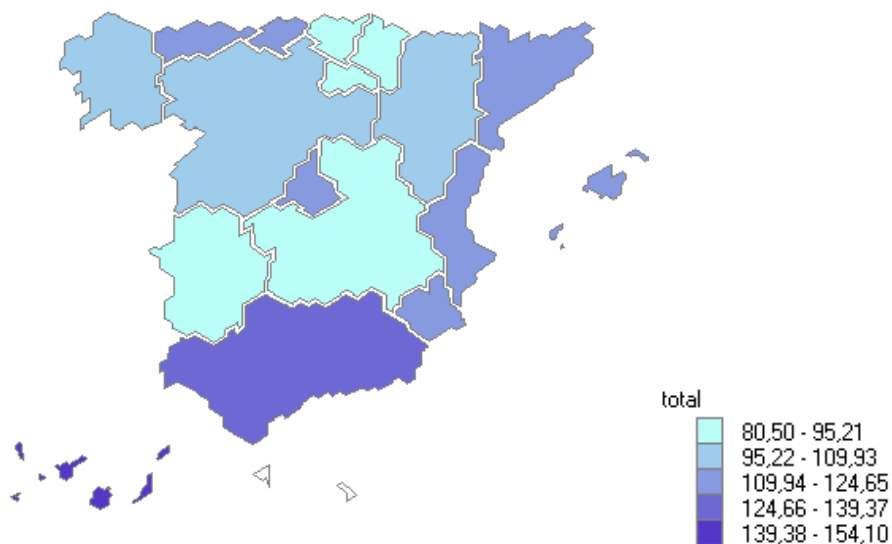 total
80,50 - 95,21
95,22 - 109,93
109,94 - 124,65
124,66 - 139,37
139,38 - 154,10